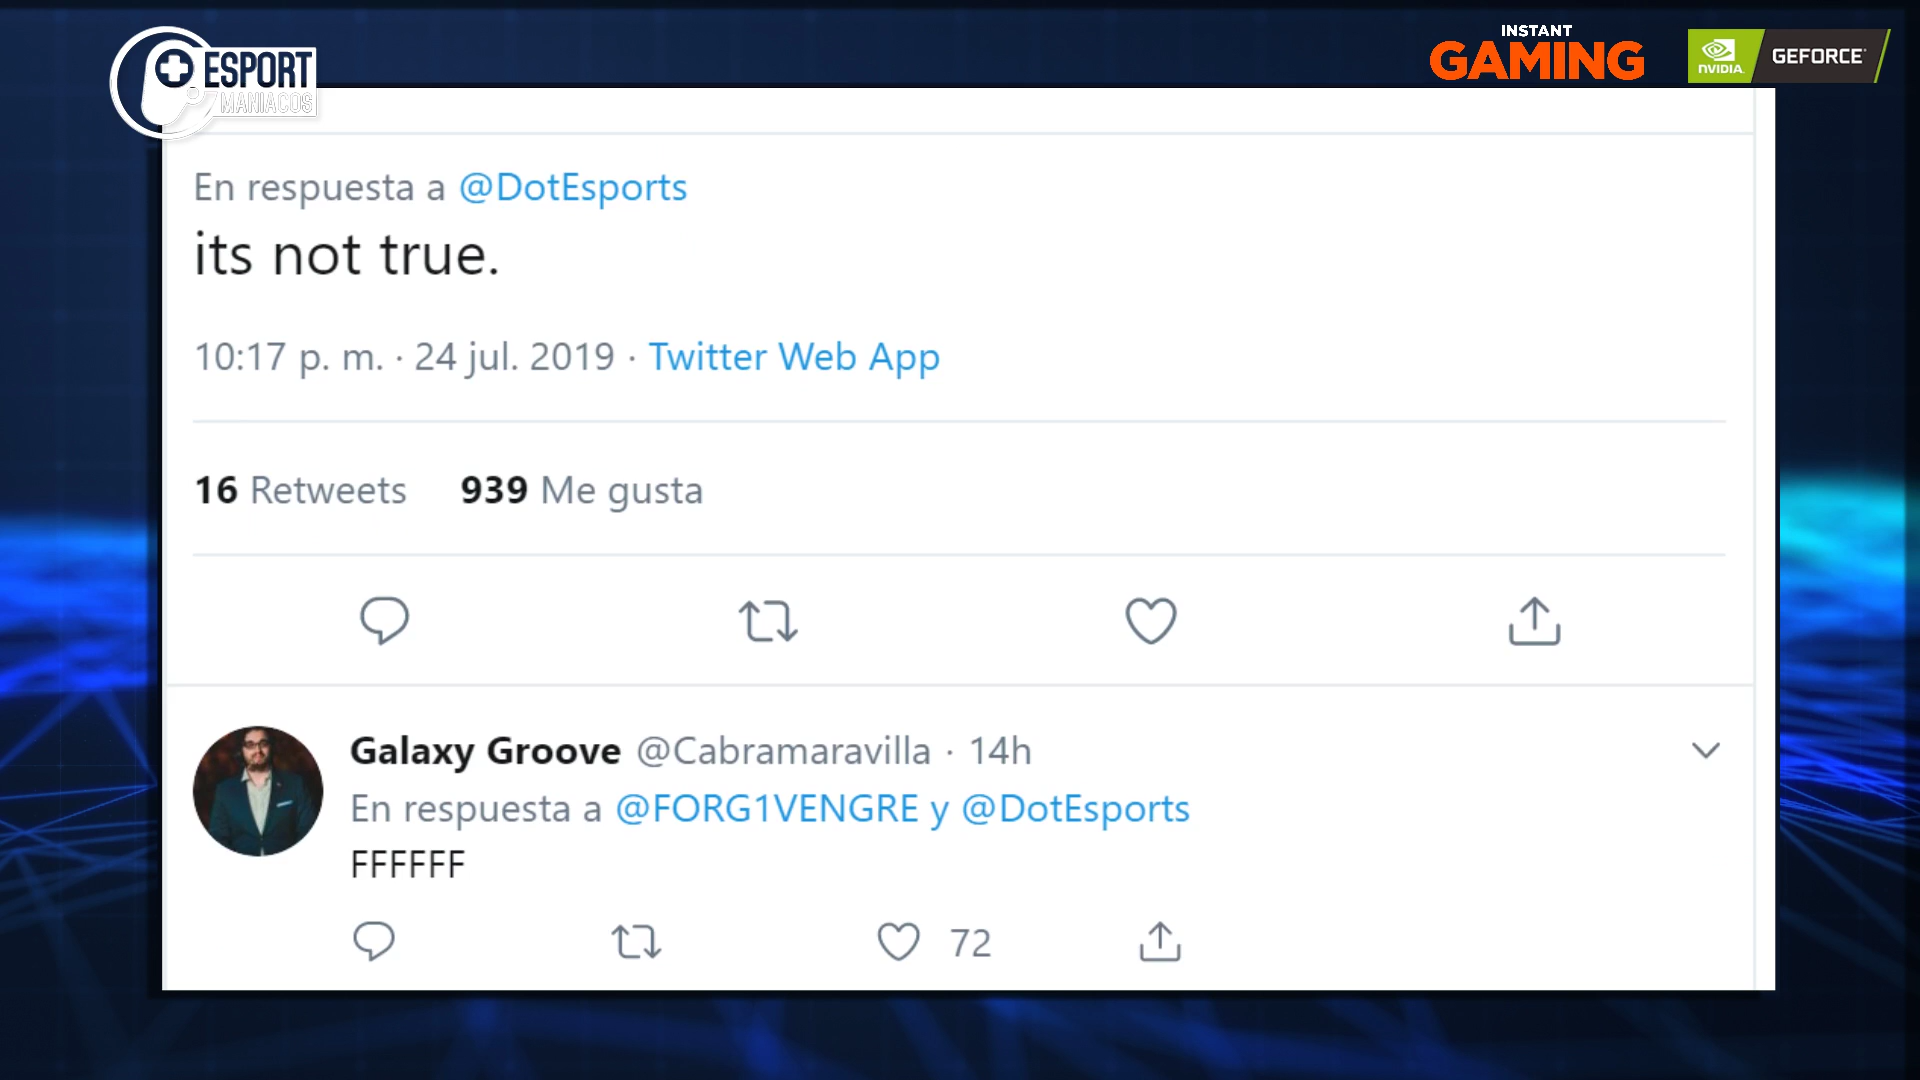 ESPORT
MANIACOS
INSTANT
GAMING
NVIDIA.
GEFORCE
En respuesta a @DotEsports
its not true.
10:17 p. m. · 24 jul. 2019 · Twitter Web App
16 Retweets 939 Me gusta
Galaxy Groove @Cabramaravilla · 14h
En respuesta a @FORG1VENGRE y @DotEsports
FFFFFF
72